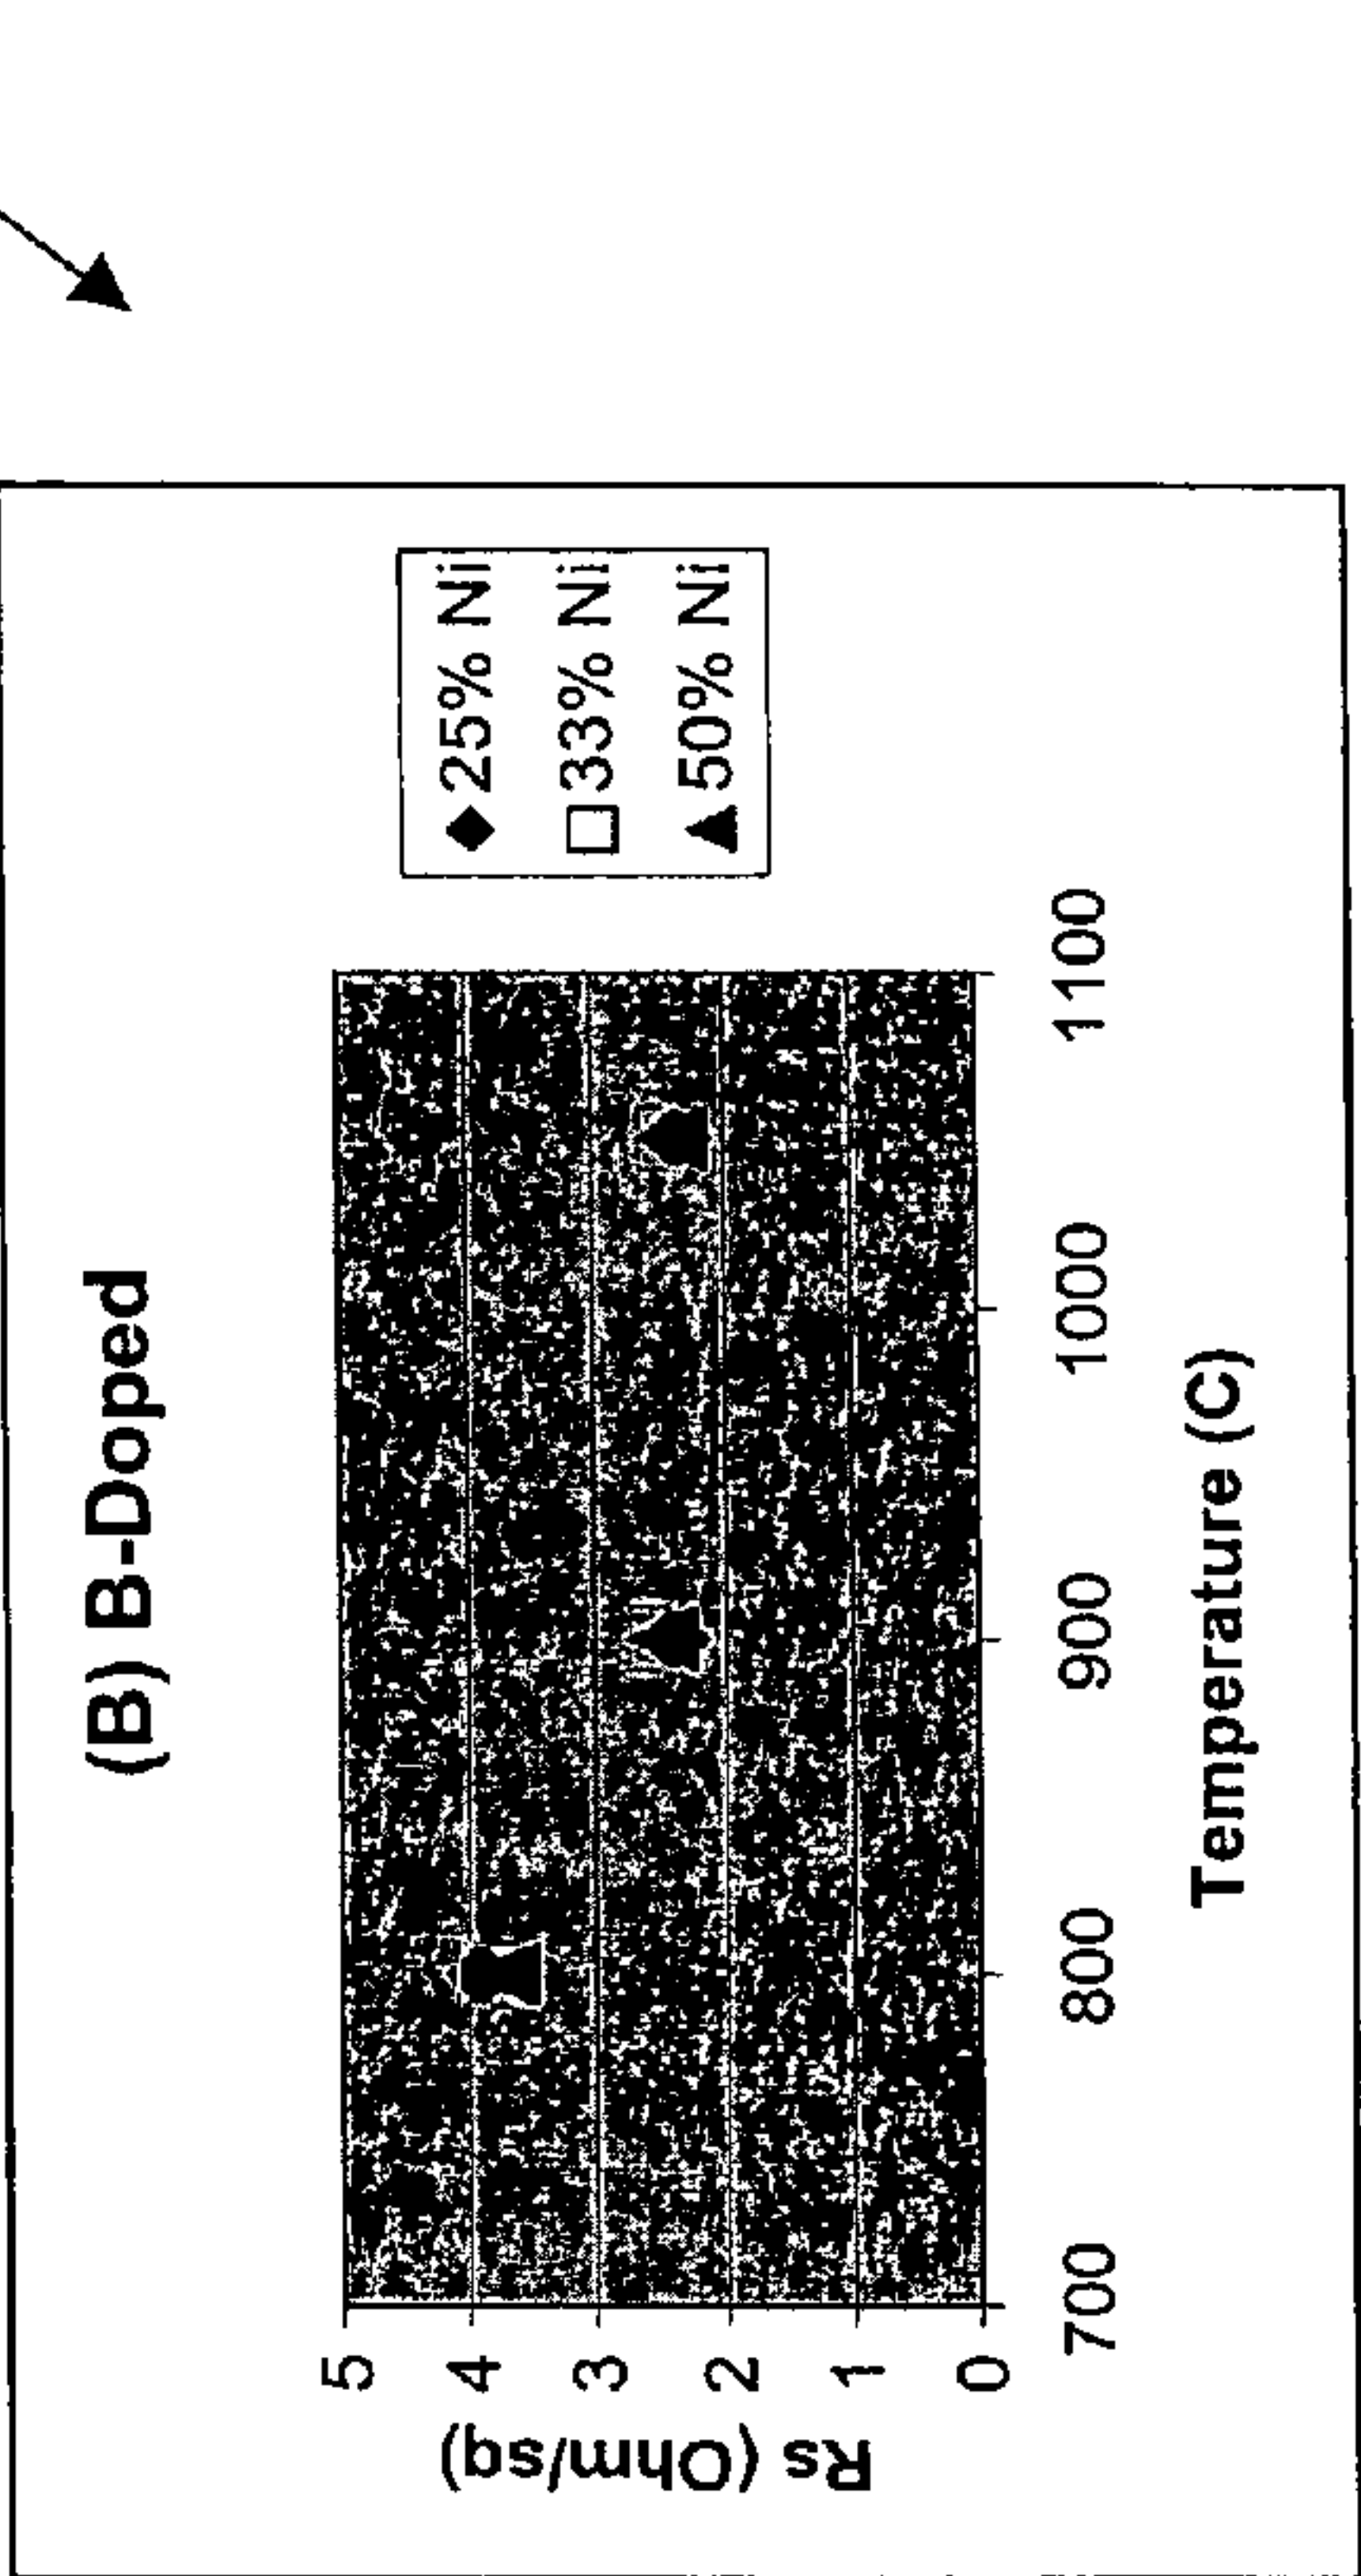 (B) B-Doped
Rs (Ohm/sq)
5
4
3
2
1
0
700 800 900 1000 1100
Temperature (C)
25% Ni
33% Ni
50% Ni